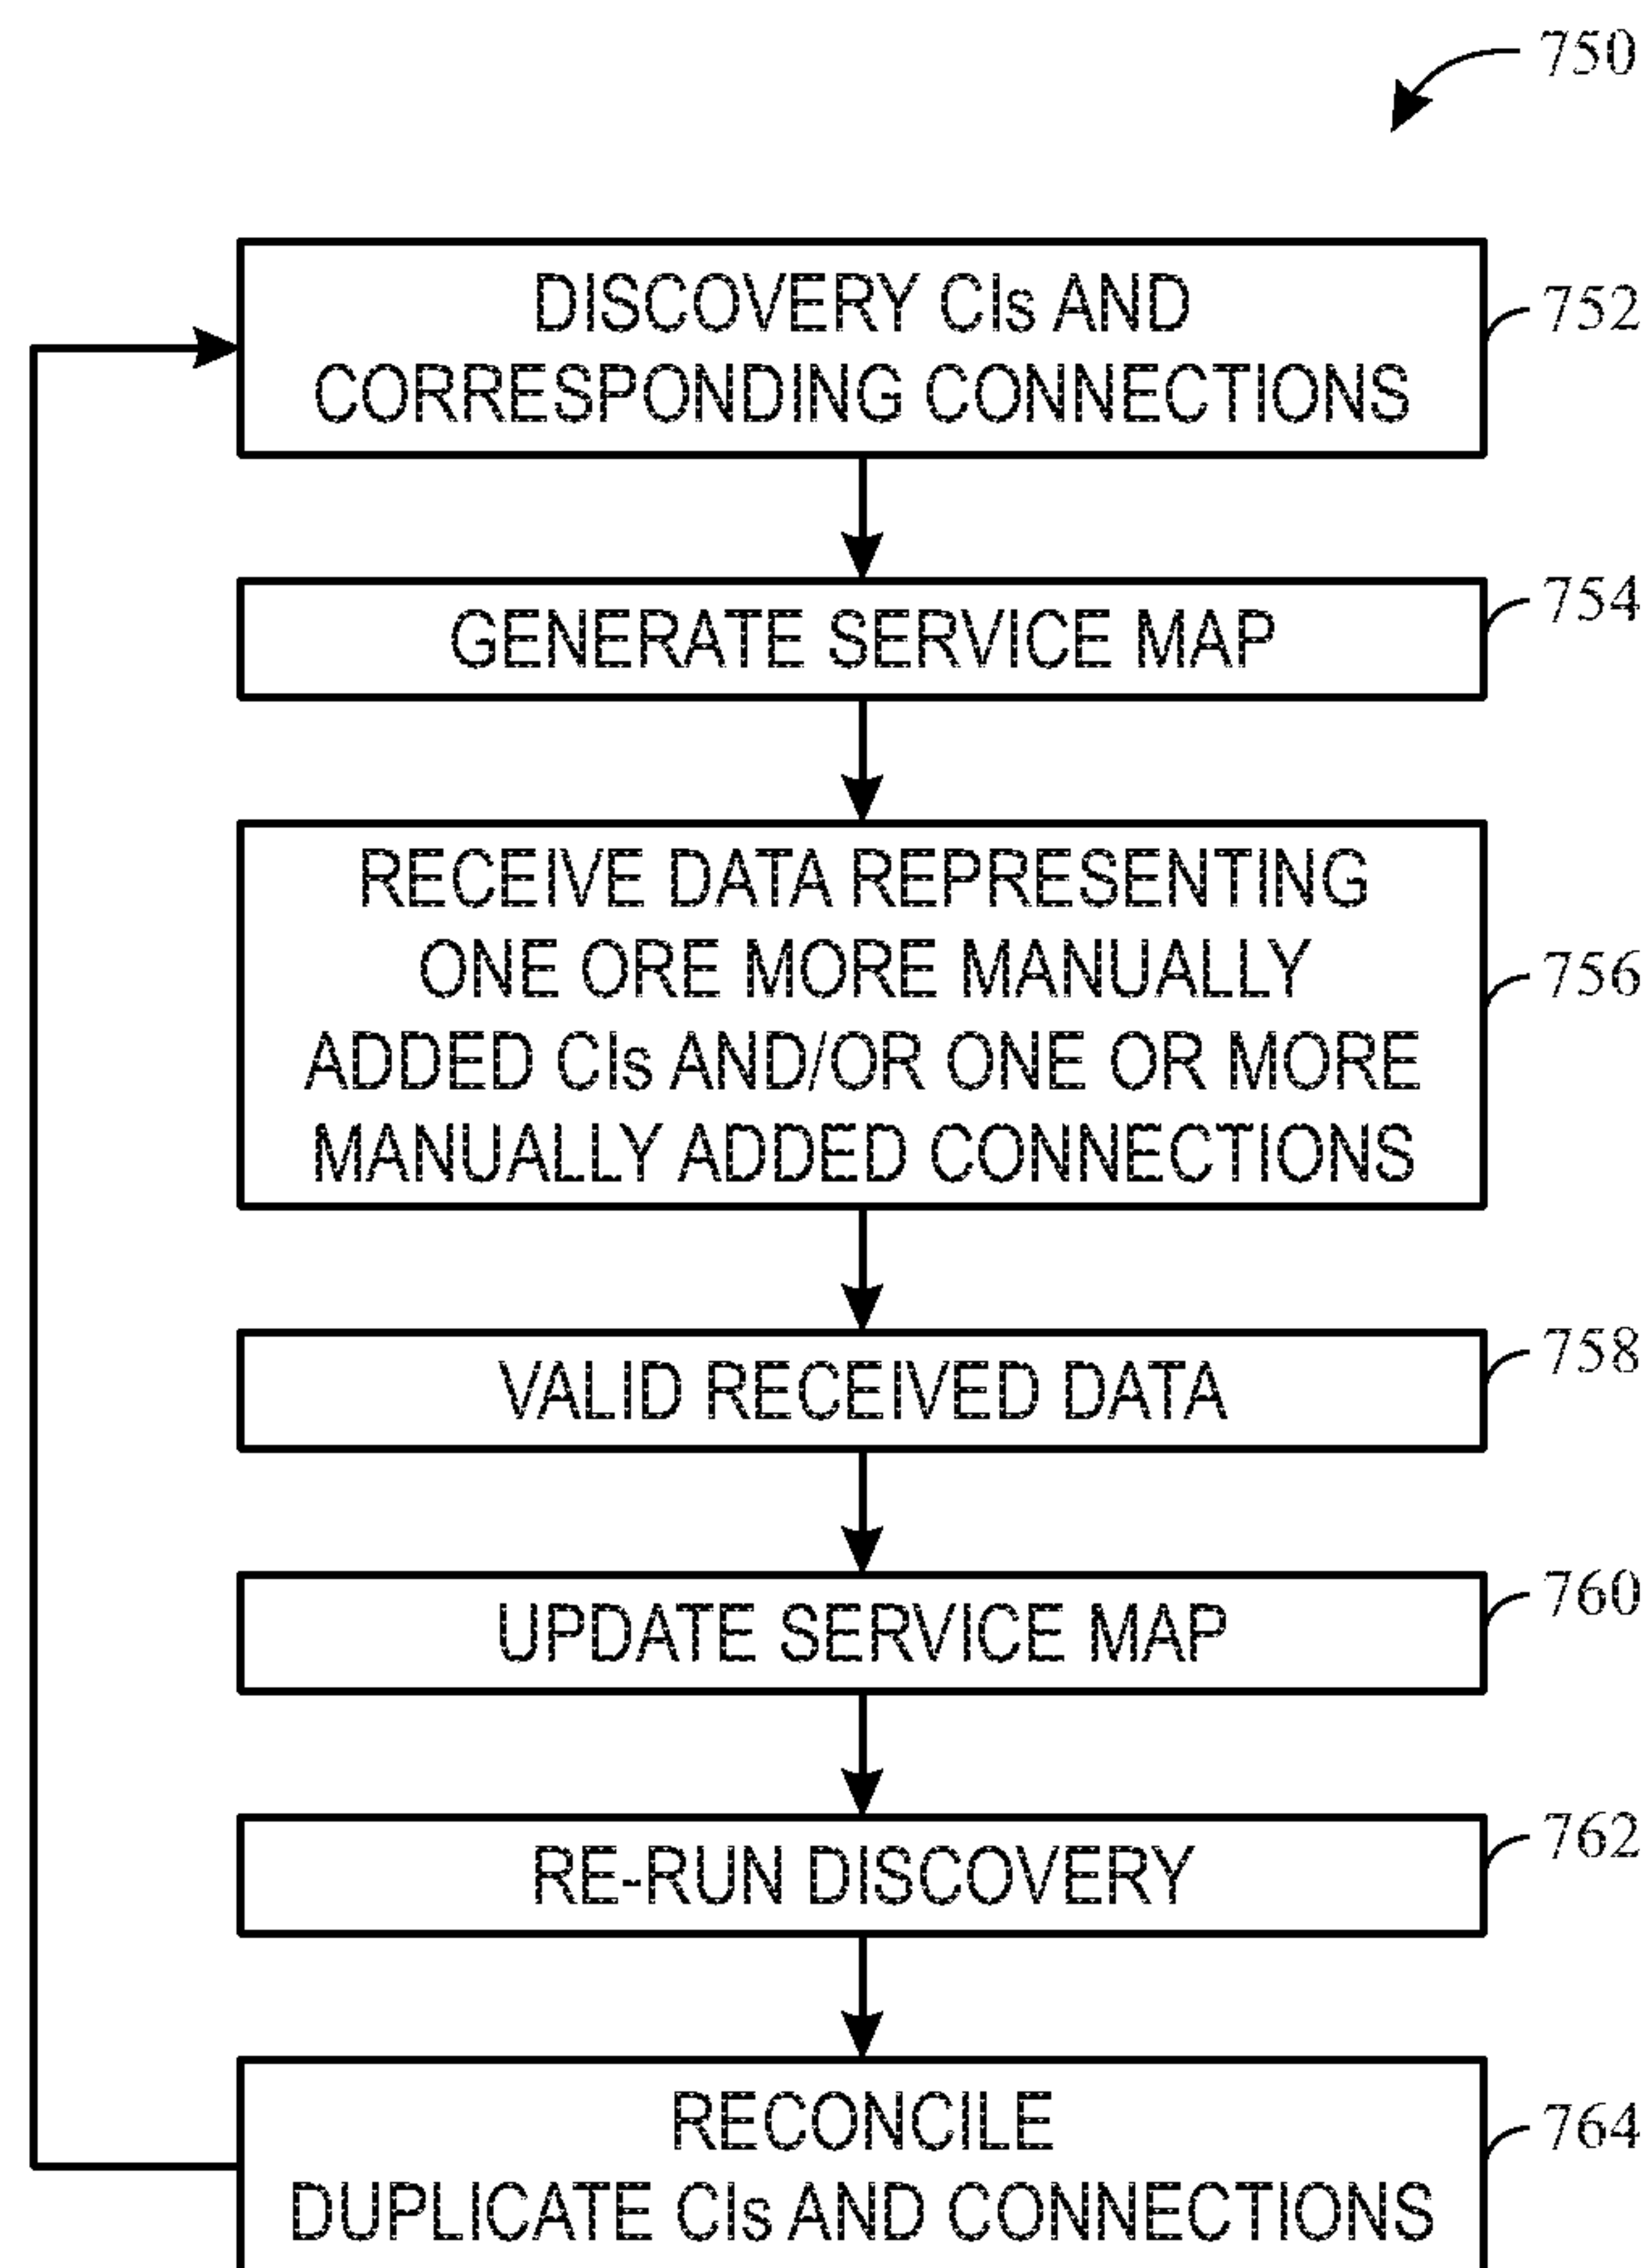 750
DISCOVERY CIs AND
CORRESPONDING CONNECTIONS
752
GENERATE SERVICE MAP
754
RECEIVE DATA REPRESENTING
ONE ORE MORE MANUALLY
ADDED CIs AND/OR ONE OR MORE
MANUALLY ADDED CONNECTIONS
756
VALID RECEIVED DATA
758
UPDATE SERVICE MAP
760
RE-RUN DISCOVERY
762
RECONCILE
DUPLICATE CIs AND CONNECTIONS
764